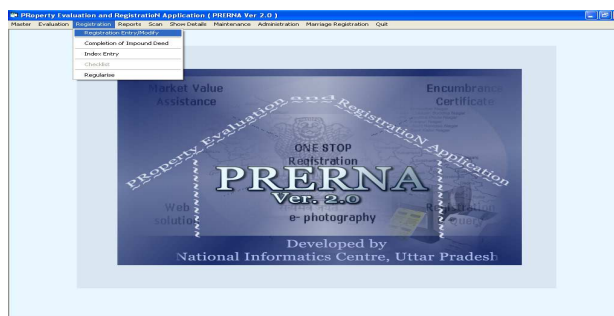 PRoperty Evaluation and RegistratioN Application ( PRERNA Ver 2.0 )
Master Evaluation Registration Reports Scan Show Details Maintenance Administration Marriage Registration Quit
Registration Entry/Modify
Completion of Impound Deed
Index Entry
Checklist
Regularise
Market Value
Assistance
Encumbrance
Certificate
PRopertY Evaluation and RegistratioN Application
ONE STOP
Registration
PRERNA
Ver. 2.0
Web
solution
e- photography
Registration
Query
Developed by
National Informatics Centre, Uttar Pradesh